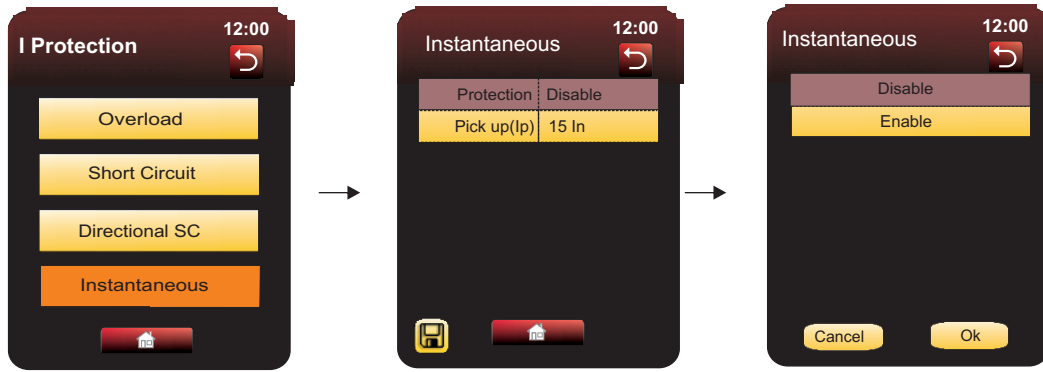 12:00
I Protection
Overload
Short Circuit
Directional SC
Instantaneous
12:00
Instantaneous
Protection Disable
Pick up(Ip) 15 In
12:00
Instantaneous
Disable
Enable
Cancel Ok